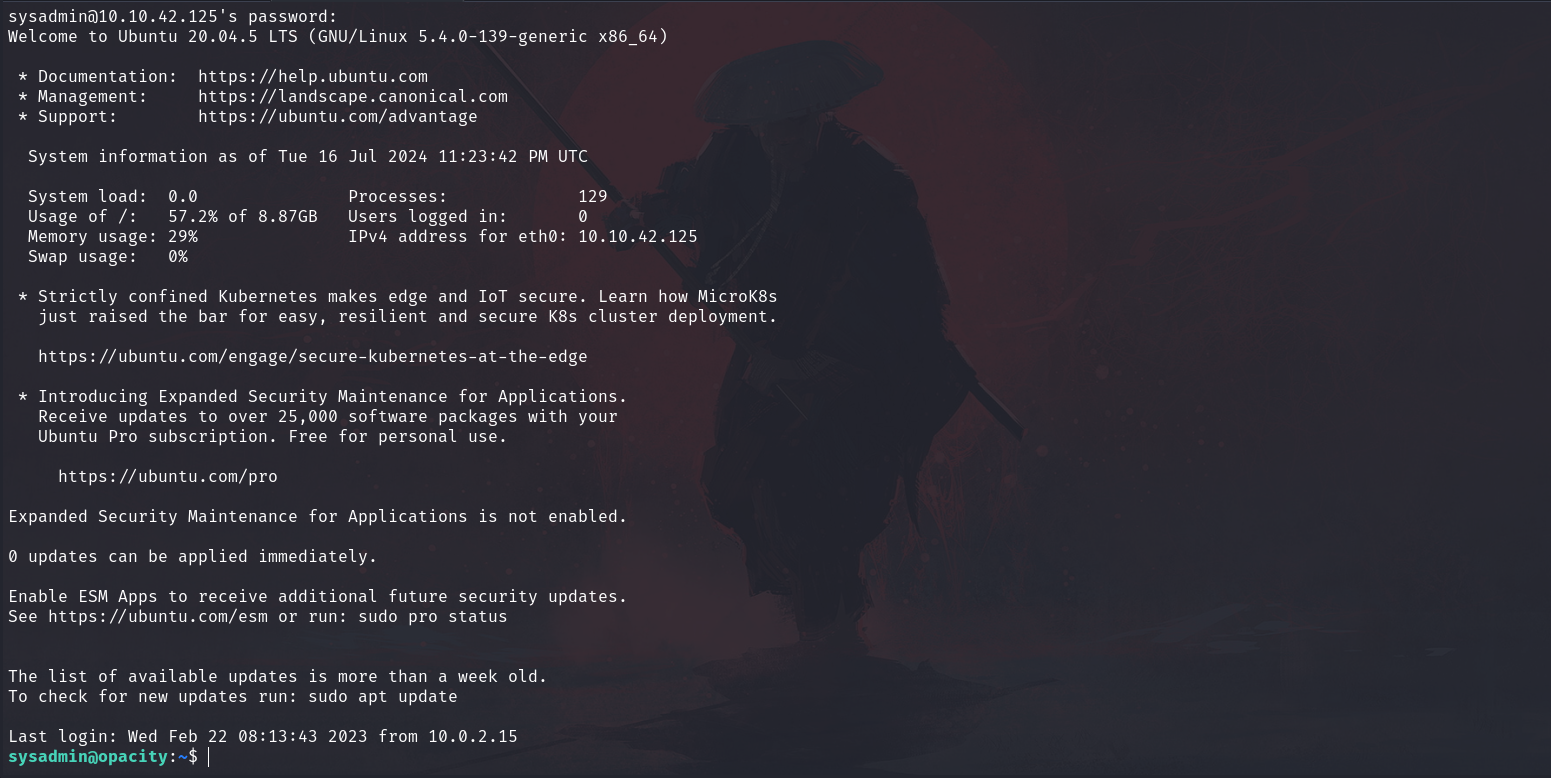 sysadmin@10.10.42.125's password:
Welcome to Ubuntu 20.04.5 LTS (GNU/Linux 5.4.0-139-generic x86_64)
* Documentation:  https://help.ubuntu.com
* Management:     https://landscape.canonical.com
* Support:        https://ubuntu.com/advantage
System information as of Tue 16 Jul 2024 11:23:42 PM UTC
System load:  0.0               Processes:             129
Usage of /:   57.2% of 8.87GB   Users logged in:       0
Memory usage: 29%               IPv4 address for eth0: 10.10.42.125
Swap usage:   0%
* Strictly confined Kubernetes makes edge and IoT secure. Learn how MicroK8s
just raised the bar for easy, resilient and secure K8s cluster deployment.
https://ubuntu.com/engage/secure-kubernetes-at-the-edge
* Introducing Expanded Security Maintenance for Applications.
Receive updates to over 25,000 software packages with your
Ubuntu Pro subscription. Free for personal use.
https://ubuntu.com/pro
Expanded Security Maintenance for Applications is not enabled.
0 updates can be applied immediately.
Enable ESM Apps to receive additional future security updates.
See https://ubuntu.com/esm or run: sudo pro status
The list of available updates is more than a week old.
To check for new updates run: sudo apt update
Last login: Wed Feb 22 08:13:43 2023 from 10.0.2.15
sysadmin@opacity:~$